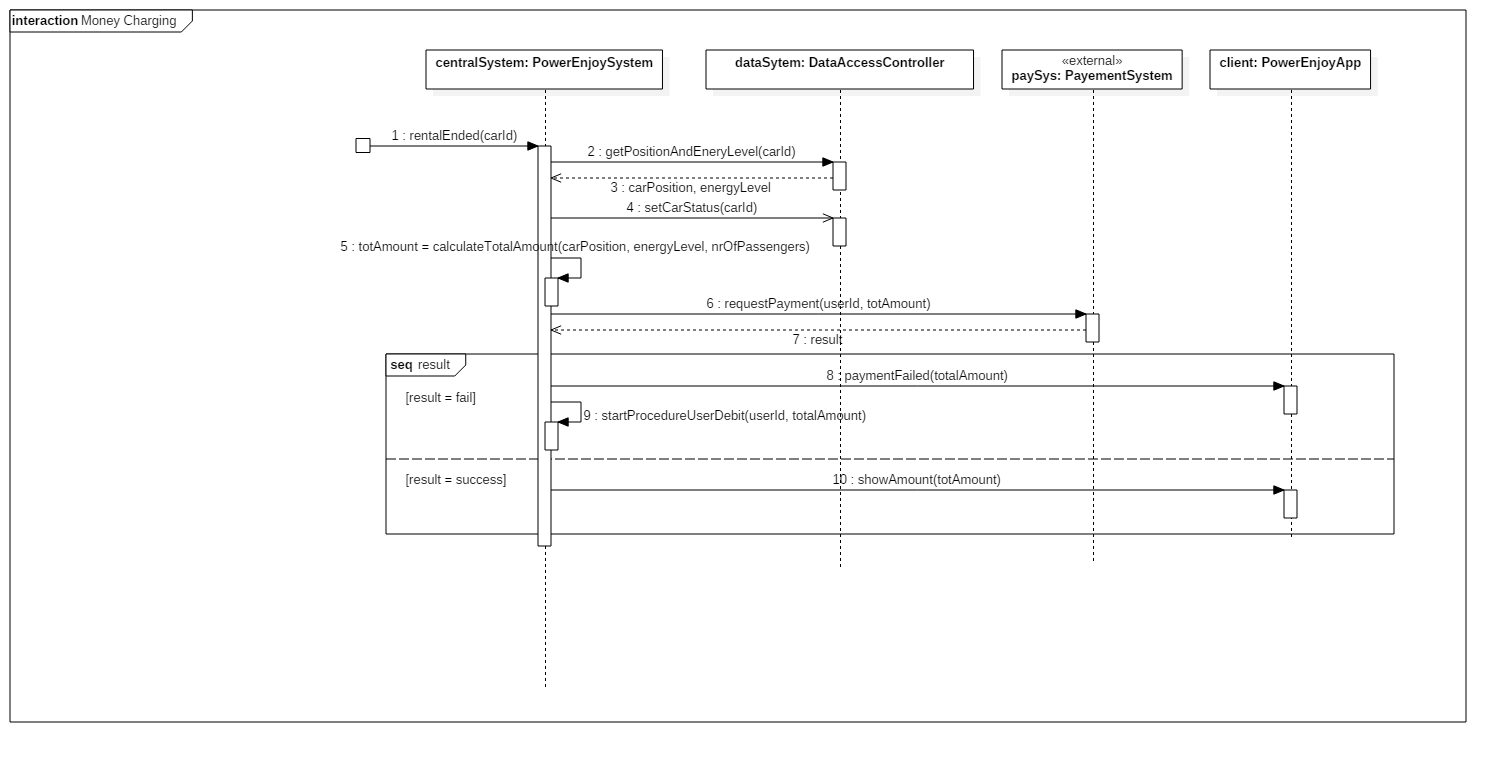 interaction Money Charging
centralSystem: PowerEnjoySystem
dataSytem: DataAccessController
«external»
paySys: PayementSystem
client: PowerEnjoyApp
1 : rentalEnded(carId)
2 : getPositionAndEneryLevel(carId)
3 : carPosition, energyLevel
4 : setCarStatus(carId)
5 : totAmount = calculateTotalAmount(carPosition, energyLevel, nrOfPassengers)
6 : requestPayment(userId, totAmount)
7 : result
seq result
8 : paymentFailed(totalAmount)
[result = fail]
9 : startProcedureUserDebit(userId, totalAmount)
[result = success]
10 : showAmount(totAmount)